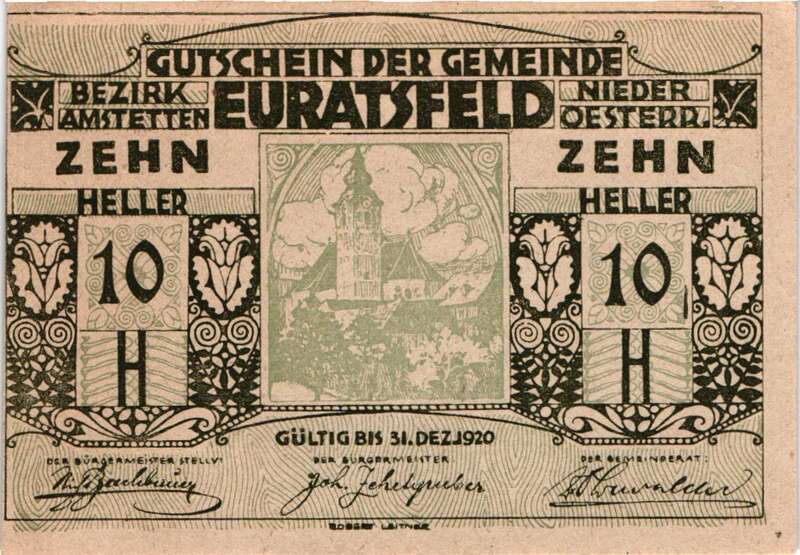 GUTSCHEIN DER GEMEINDE
BEZIRK AMSTETTEN EURATSFELD NIEDER OESTERR.
ZEHN ZEHN
HELLER HELLER
10 10
H H
GÜLTIG BIS 31. DEZ. 1920
DER BÜRGERMEISTER STELLV: DER BÜRGERMEISTER DER GEMEINDERAT:
Joh.
ROBERT LEITNER